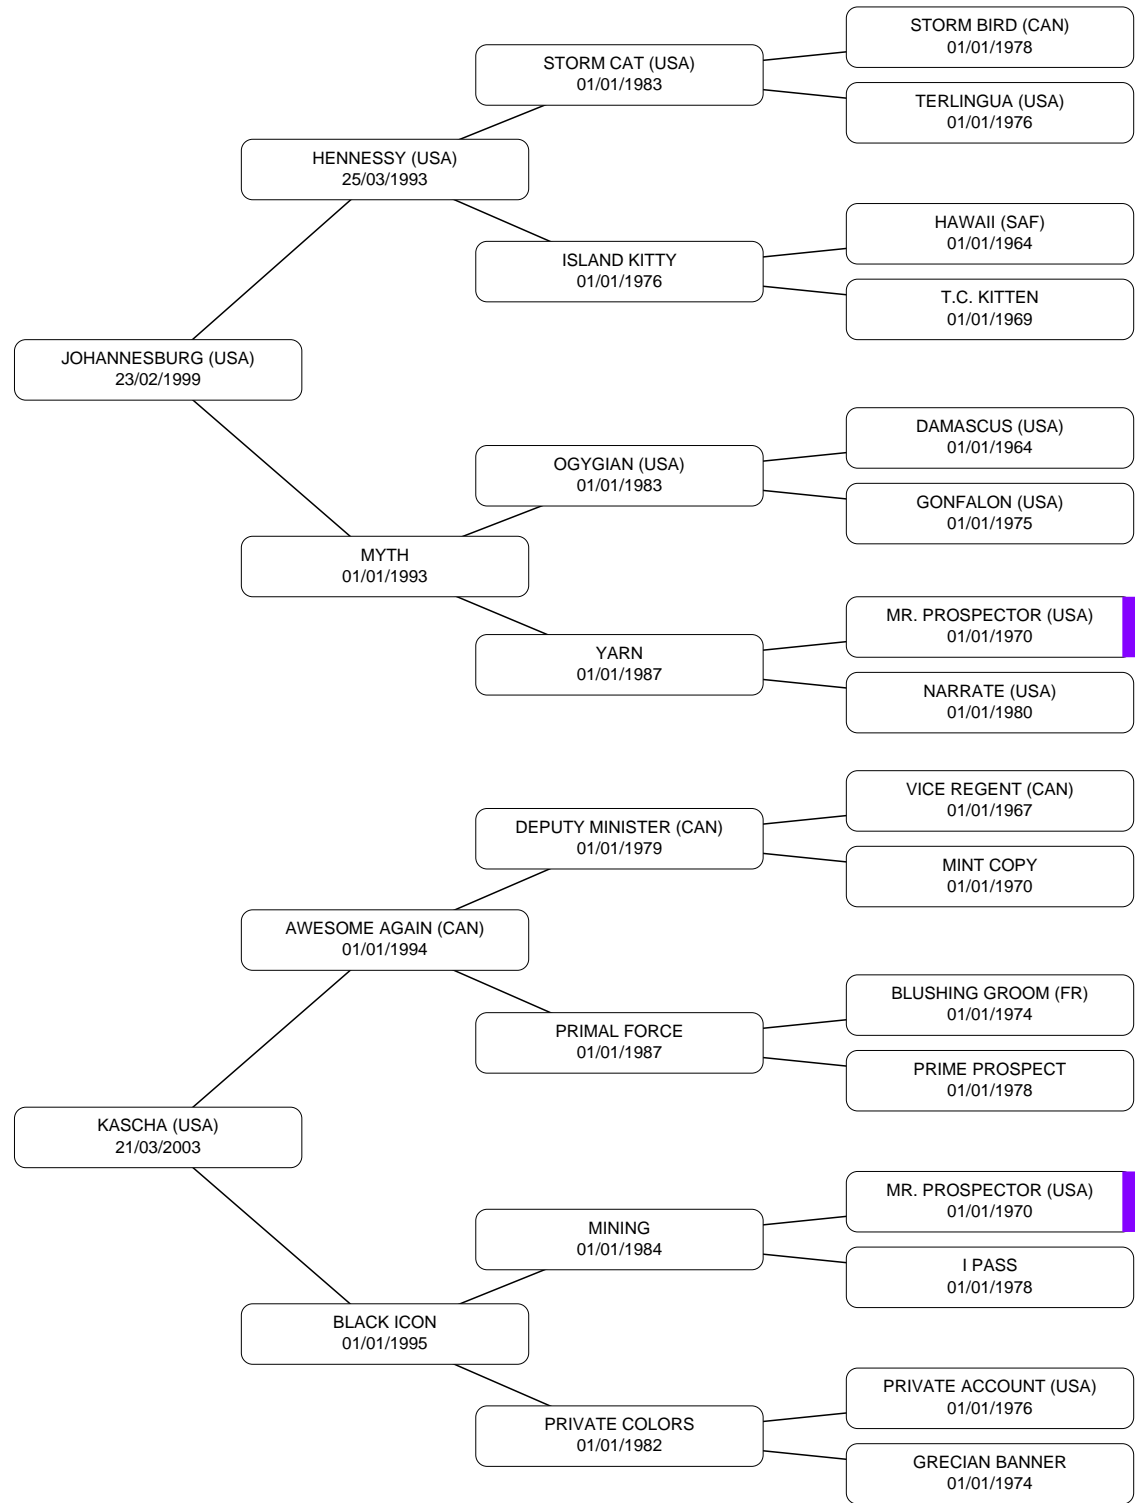 STORM BIRD (CAN)
01/01/1978
STORM CAT (USA)
01/01/1983
TERLINGUA (USA)
01/01/1976
HENNESSY (USA)
25/03/1993
HAWAII (SAF)
01/01/1964
ISLAND KITTY
01/01/1976
T.C. KITTEN
01/01/1969
JOHANNESBURG (USA)
23/02/1999
DAMASCUS (USA)
01/01/1964
OGYGIAN (USA)
01/01/1983
GONFALON (USA)
01/01/1975
MYTH
01/01/1993
MR. PROSPECTOR (USA)
01/01/1970
YARN
01/01/1987
NARRATE (USA)
01/01/1980
VICE REGENT (CAN)
01/01/1967
DEPUTY MINISTER (CAN)
01/01/1979
MINT COPY
01/01/1970
AWESOME AGAIN (CAN)
01/01/1994
BLUSHING GROOM (FR)
01/01/1974
PRIMAL FORCE
01/01/1987
PRIME PROSPECT
01/01/1978
KASCHA (USA)
21/03/2003
MR. PROSPECTOR (USA)
01/01/1970
MINING
01/01/1984
I PASS
01/01/1978
BLACK ICON
01/01/1995
PRIVATE ACCOUNT (USA)
01/01/1976
PRIVATE COLORS
01/01/1982
GRECIAN BANNER
01/01/1974